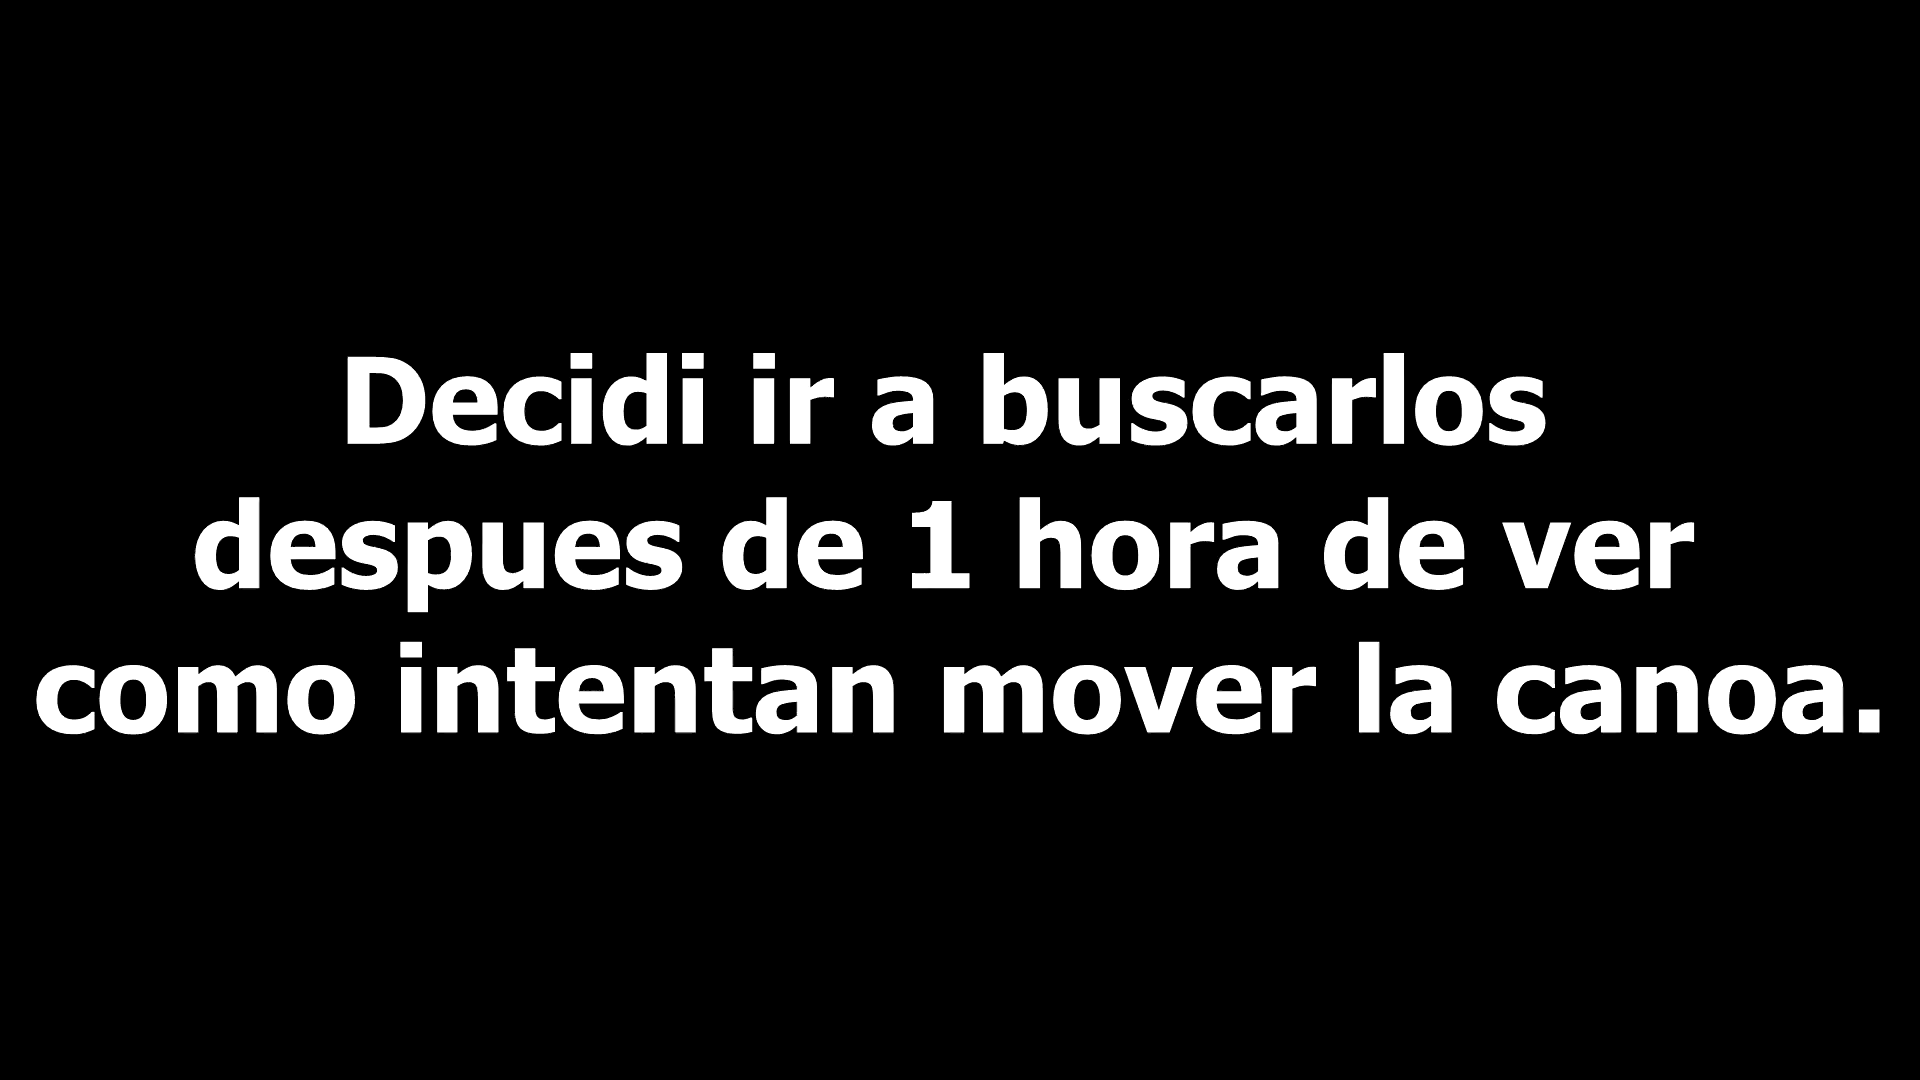 Decidi ir a buscarlos
despues de 1 hora de ver
como intentan mover la canoa.